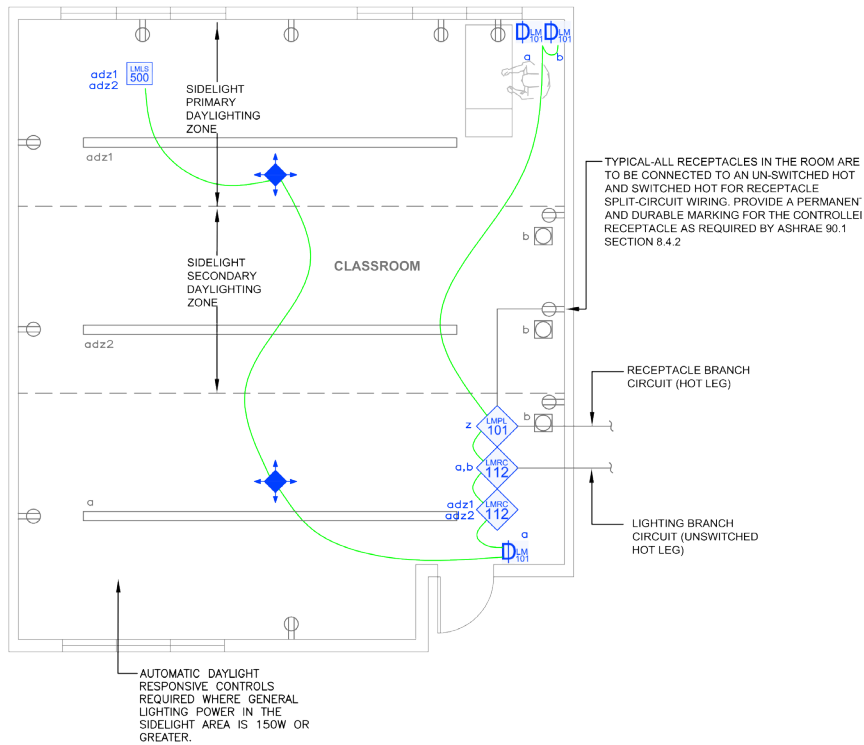 LM
101
LM
101
a
b
adz1
adz2
LMLS
500
SIDELIGHT
PRIMARY
DAYLIGHTING
ZONE
adz1
TYPICAL-ALL RECEPTACLES IN THE ROOM ARE
TO BE CONNECTED TO AN UN-SWITCHED HOT
AND SWITCHED HOT FOR RECEPTACLE
SPLIT-CIRCUIT WIRING. PROVIDE A PERMANENT
AND DURABLE MARKING FOR THE CONTROLLE
RECEPTACLE AS REQUIRED BY ASHRAE 90.1
SECTION 8.4.2
b
SIDELIGHT
SECONDARY
DAYLIGHTING
ZONE
CLASSROOM
b
adz2
RECEPTACLE BRANCH
CIRCUIT (HOT LEG)
b
z
LMPL
101
a,b
LMRC
112
a
adz1
adz2
LMRC
112
LIGHTING BRANCH
CIRCUIT (UNSWITCHED
HOT LEG)
a
LM
101
AUTOMATIC DAYLIGHT
RESPONSIVE CONTROLS
REQUIRED WHERE GENERAL
LIGHTING POWER IN THE
SIDELIGHT AREA IS 150W OR
GREATER.